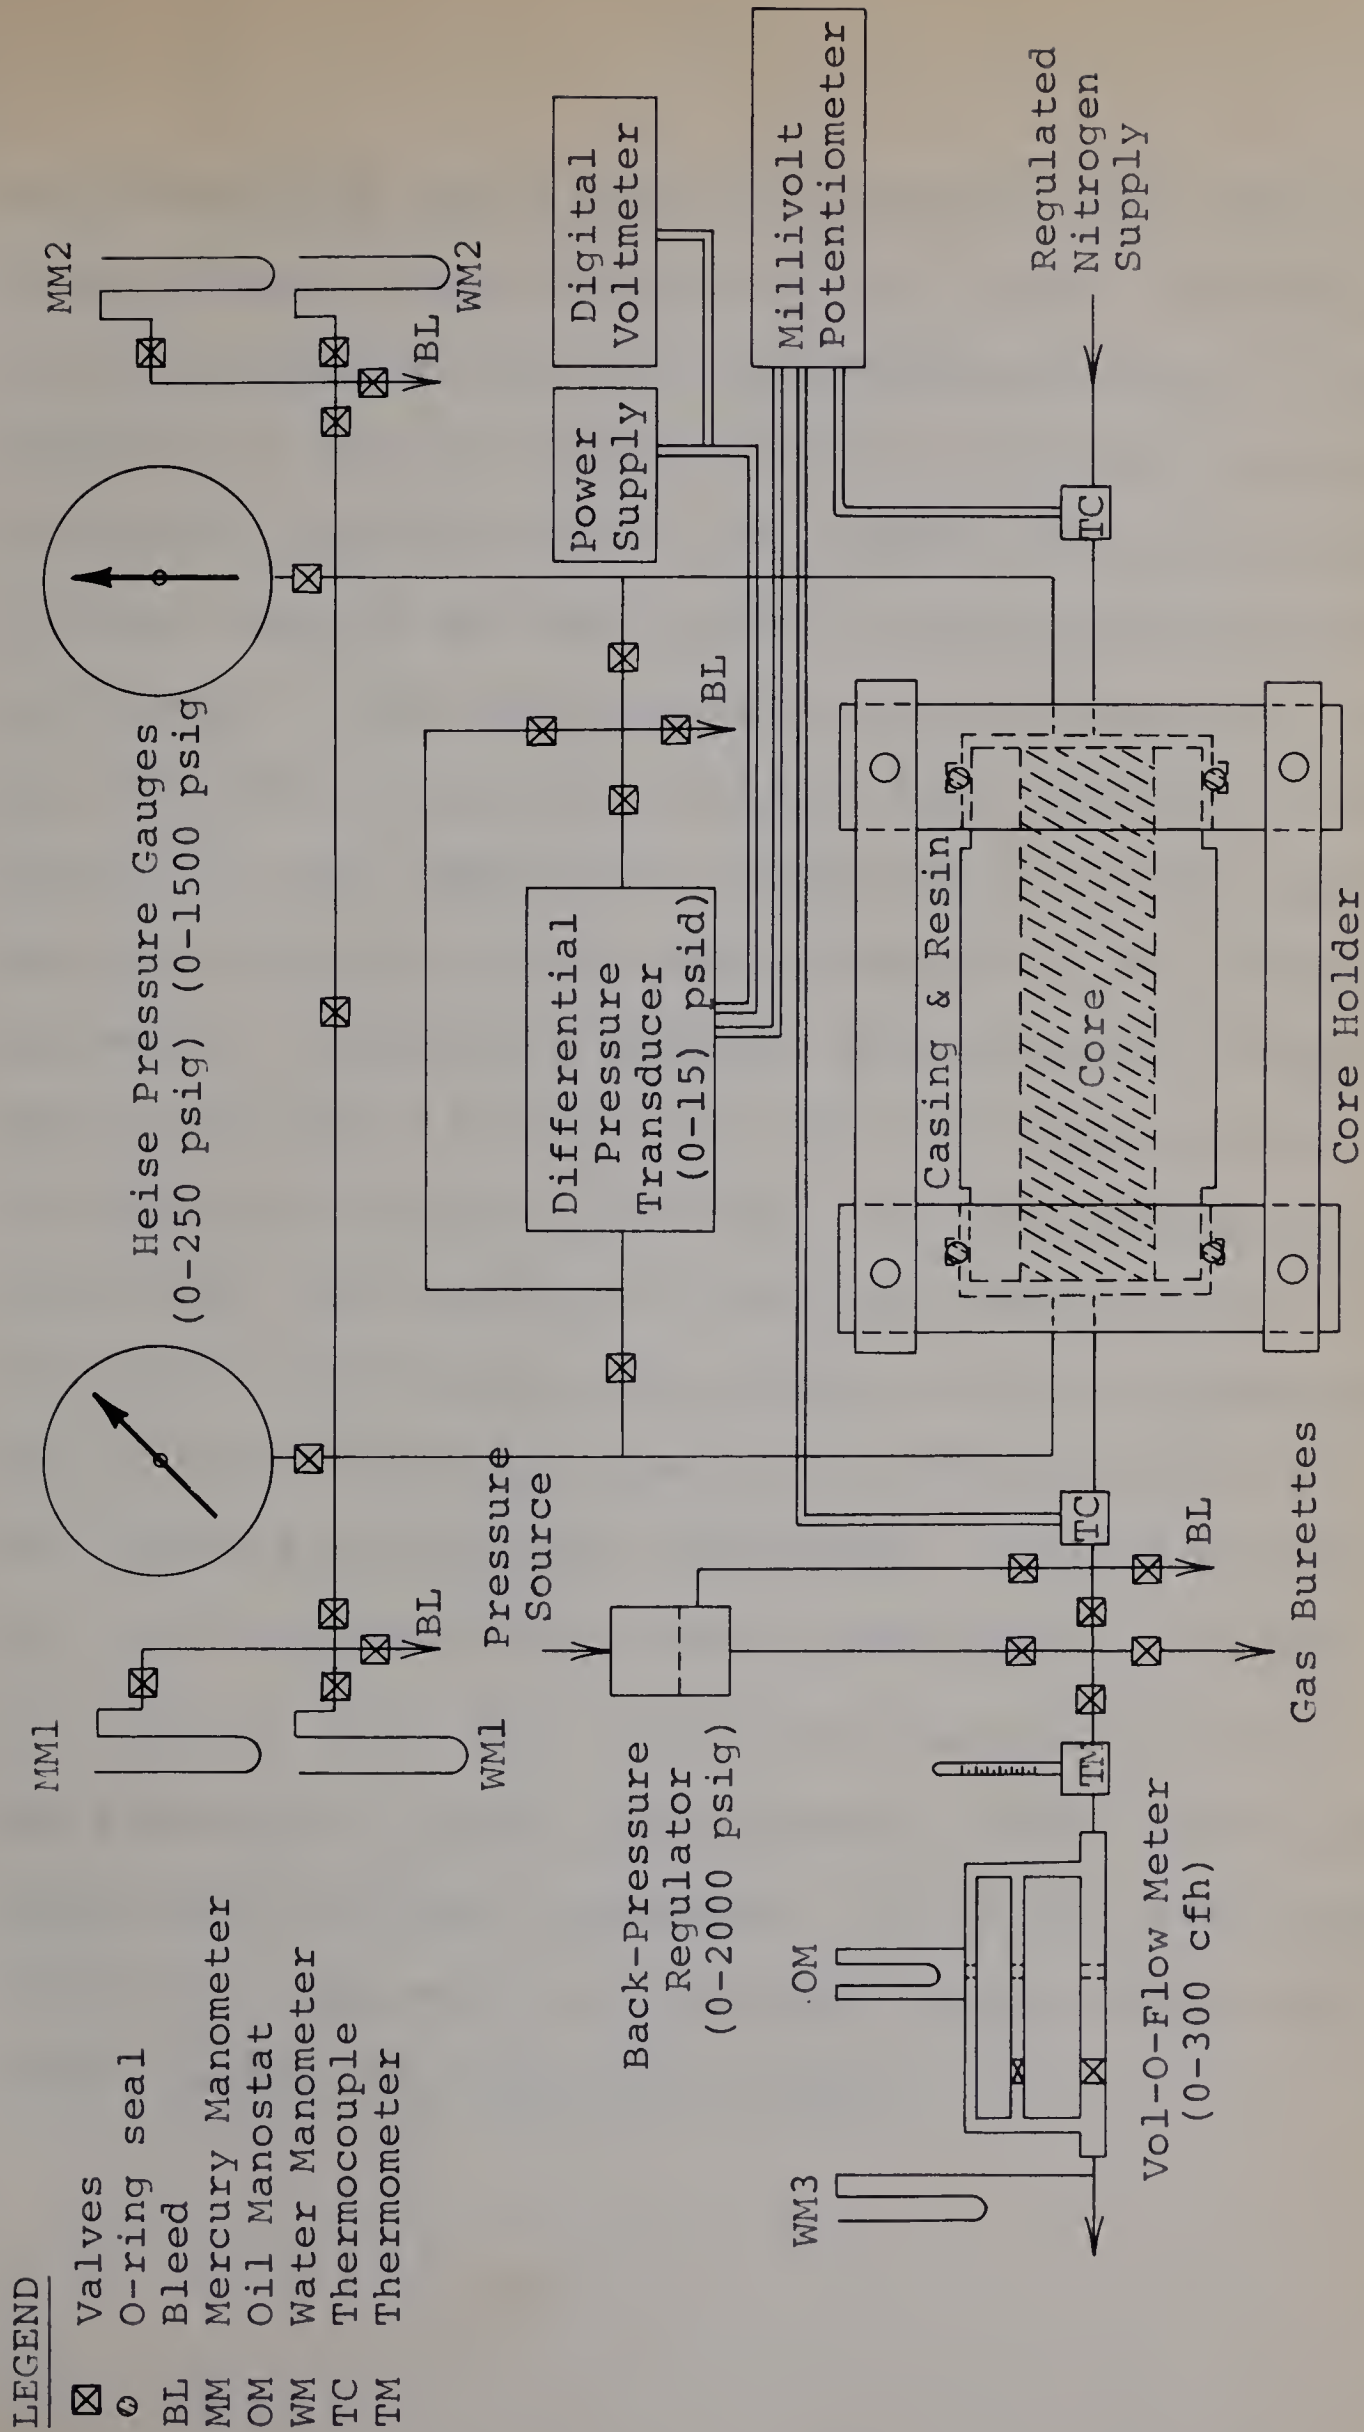 LEGEND
Valves
O-ring seal
BL Bleed
MM Mercury Manometer
OM Oil Manostat
WM Water Manometer
TC Thermocouple
TM Thermometer
MM1
WM1
BL
Heise Pressure Gauges
(0-250 psig) (0-1500 psig
MM2
WM2
BL
Pressure
Source
Back-Pressure
Regulator
(0-2000 psig)
Differential
Pressure
Transducer
(0-15) psid)
BL
Power
Supply
Digital
Voltmeter
Millivolt
Potentiometer
OM
WM3
Vol-O-Flow Meter
(0-300 cfh)
TM
TC
BL
Gas Burettes
Casing & Resin
Core
Core Holder
TC
Regulated
Nitrogen
Supply